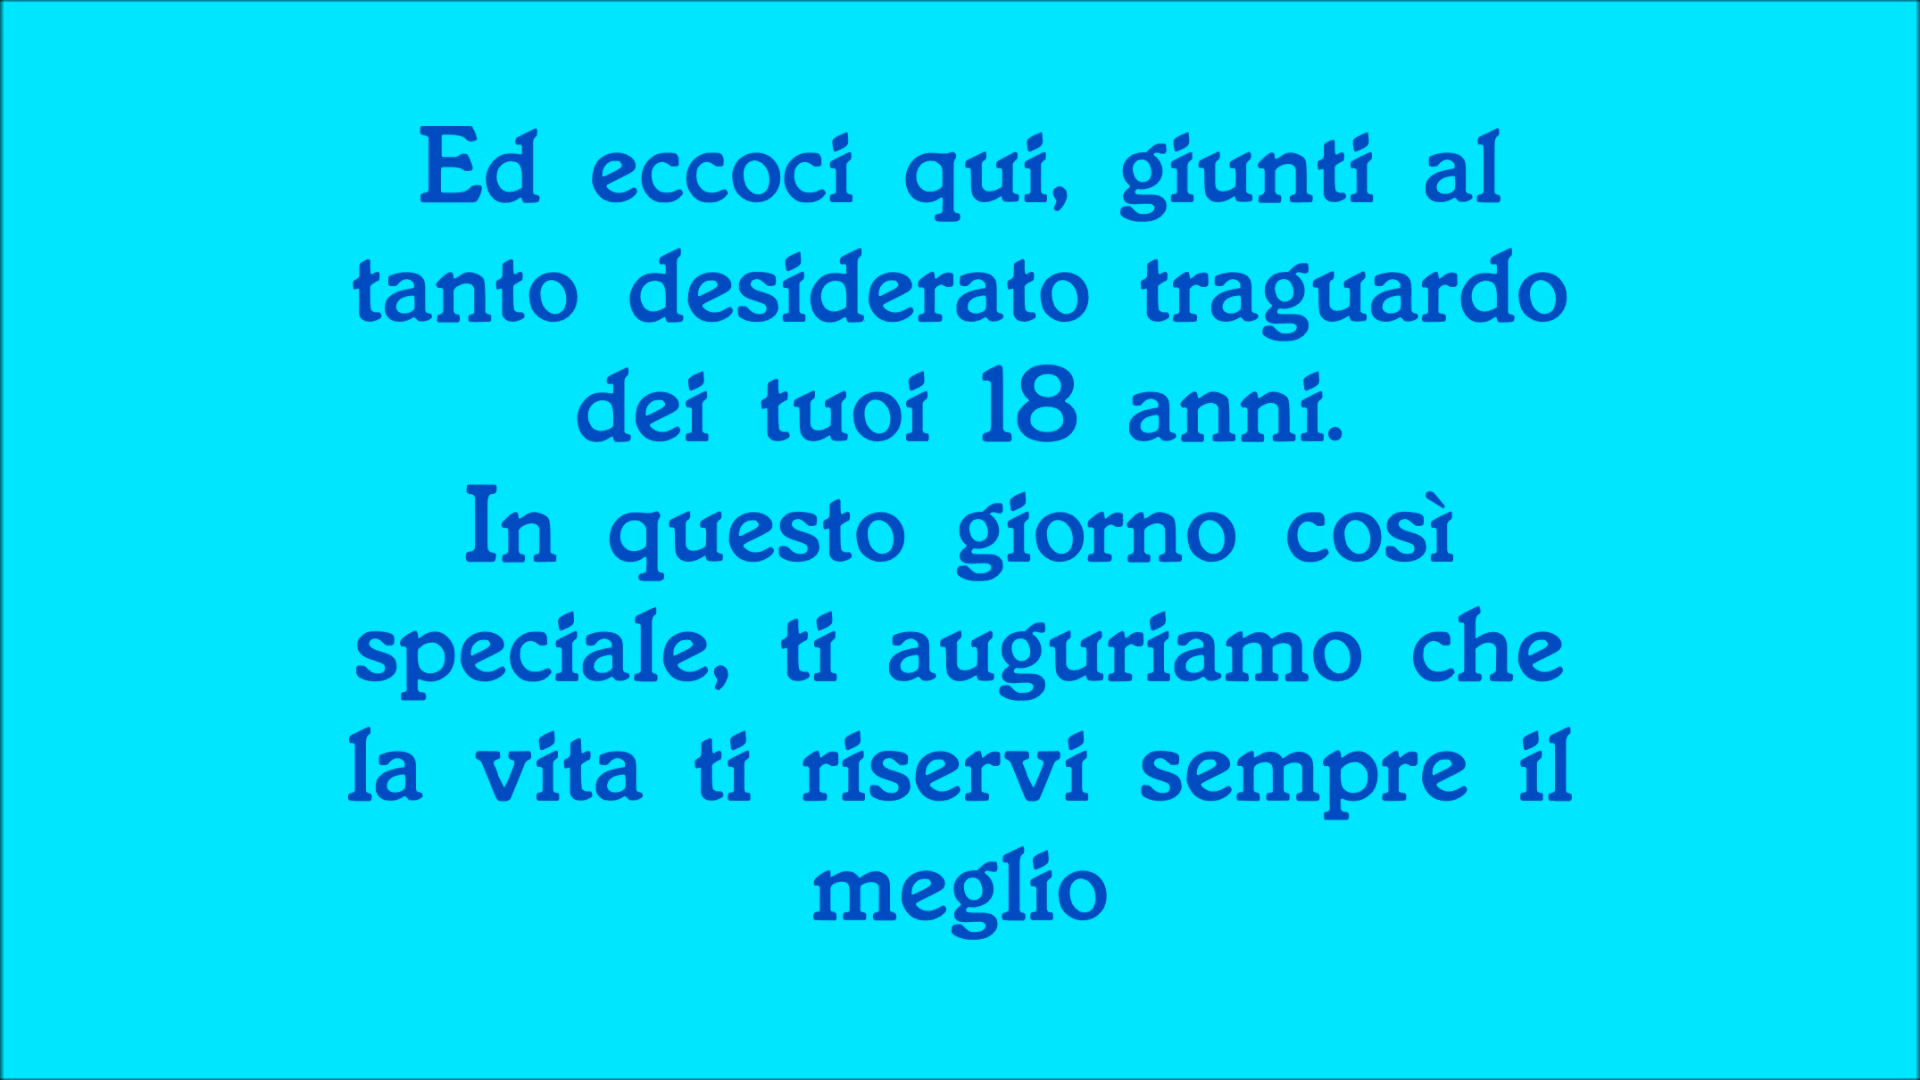 Ed eccoci qui, giunti al
tanto desiderato traguardo
dei tuoi 18 anni.
In questo giorno così
speciale, ti auguriamo che
la vita ti riservi sempre il
meglio